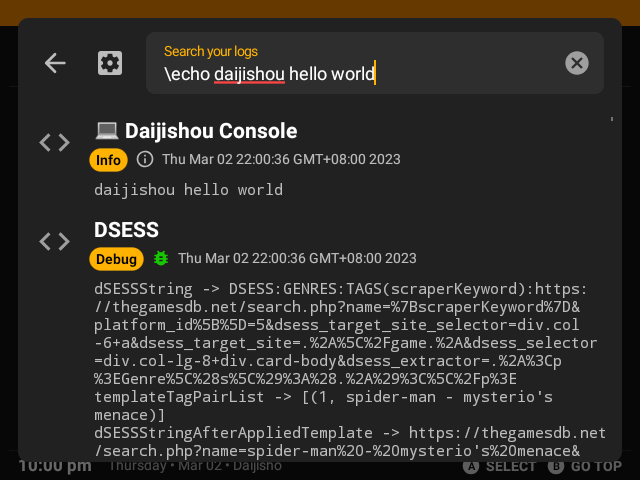 Search your logs
\echo daijishou hello world
💻 Daijishou Console
Info Thu Mar 02 22:00:36 GMT+08:00 2023
daijishou hello world
DSESS
Debug Thu Mar 02 22:00:36 GMT+08:00 2023
dSESSString -> DSESS:GENRES:TAGS(scraperKeyword):https:
//thegamesdb.net/search.php?name=%7BscraperKeyword%7D&
platform_id%5B%5D=5&dsess_target_site_selector=div.col
-6+a&dsess_target_site=.%2A%5C%2Fgame.%2A&dsess_selector
=div.col-lg-8+div.card-body&dsess_extractor=.%2A%3Cp
%3EGenre%5C%28s%5C%29%3A%28.%2A%29%3C%5C%2Fp%3E
templateTagPairList -> [(1, spider-man - mysterio's
menace)]
dSESSStringAfterAppliedTemplate -> https://thegamesdb.net
/search.php?name=spider-man%20-%20mysterio's%20menace&
10:00 pm Thursday • Mar 02 • Daijisho A SELECT B GO TOP